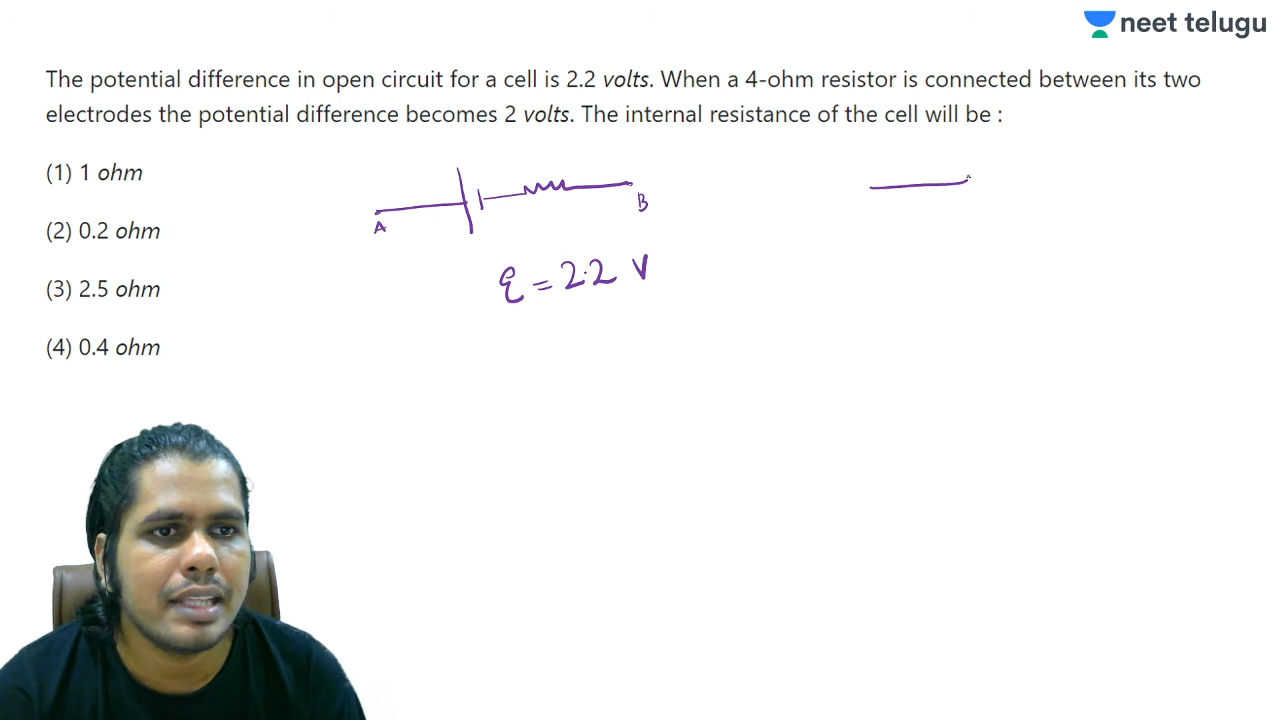 neet telugu
The potential difference in open circuit for a cell is 2.2 volts. When a 4-ohm resistor is connected between its two
electrodes the potential difference becomes 2 volts. The internal resistance of the cell will be :
(1) 1 ohm
(2) 0.2 ohm
(3) 2.5 ohm
(4) 0.4 ohm
A
B
ε = 2.2 V